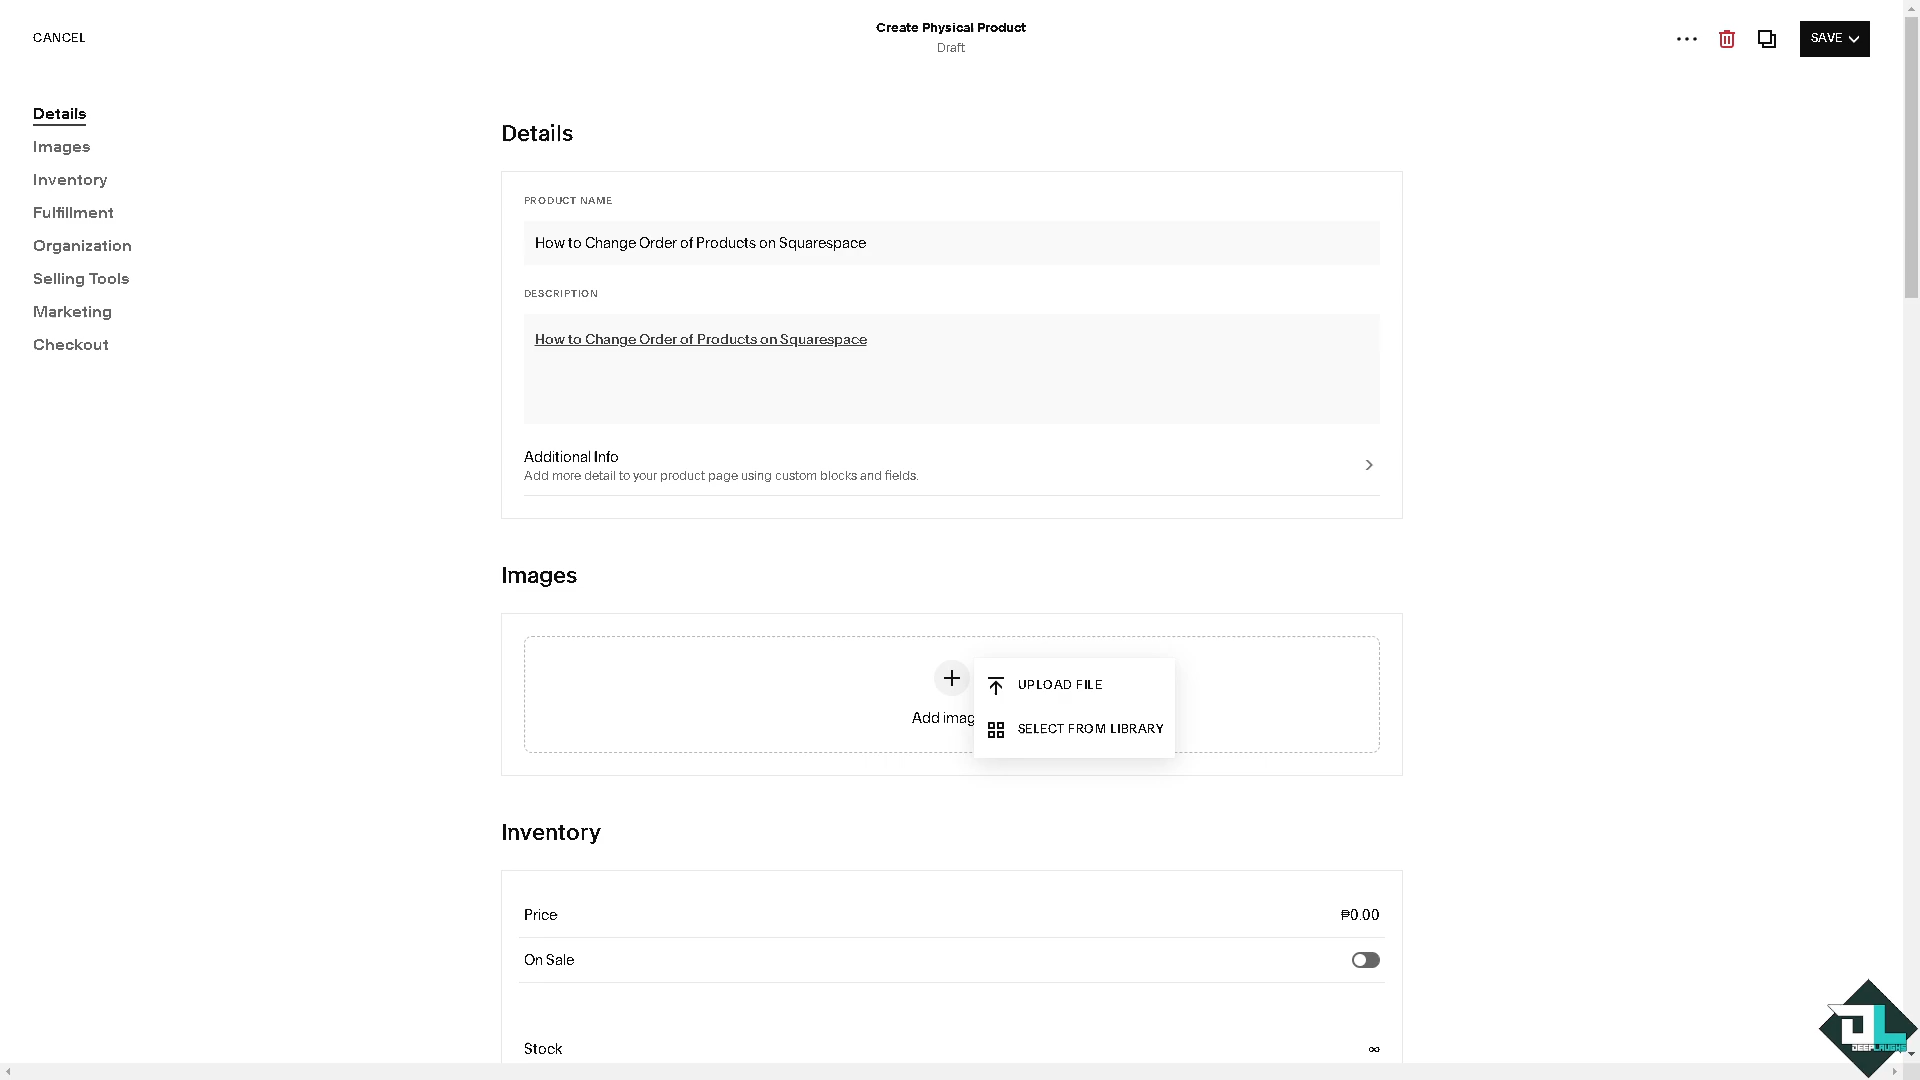 CANCEL
Create Physical Product
Draft
SAVE
Details
Images
Inventory
Fulfillment
Organization
Selling Tools
Marketing
Checkout
Details
PRODUCT NAME
How to Change Order of Products on Squarespace
DESCRIPTION
How to Change Order of Products on Squarespace
Additional Info
Add more detail to your product page using custom blocks and fields.
Images
Add imag
UPLOAD FILE
SELECT FROM LIBRARY
Inventory
Price
₱0.00
On Sale
Stock
∞
DEEPLAUGHS